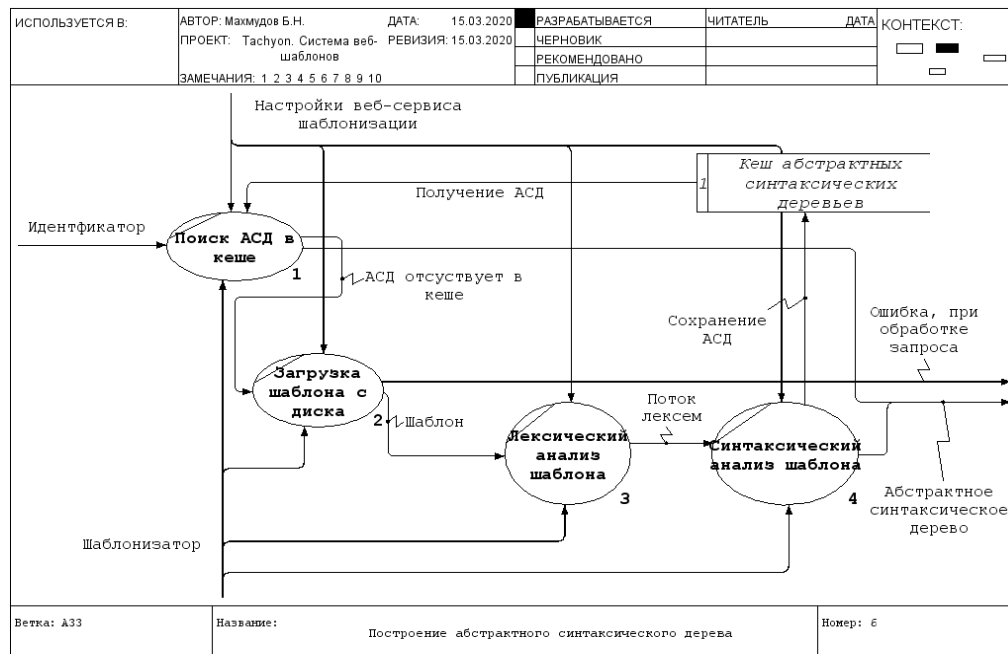 ИСПОЛЬЗУЕТСЯ В:
АВТОР: Махмудов Б.Н.
ДАТА: 15.03.2020
ПРОЕКТ: Tachyon. Система веб-
шаблонов
РЕВИЗИЯ: 15.03.2020
ЗАМЕЧАНИЯ: 1 2 3 4 5 6 7 8 9 10
РАЗРАБАТЫВАЕТСЯ
ЧЕРНОВИК
РЕКОМЕНДОВАНО
ПУБЛИКАЦИЯ
ЧИТАТЕЛЬ
ДАТА
КОНТЕКСТ:
Настройки веб-сервиса
шаблонизации
Кеш абстрактных
1 синтаксических
деревьев
Получение АСД
Идентфикатор
Поиск АСД в
кеше
1
АСД отсуствует в
кеше
Сохранение
АСД
Ошибка, при
обработке
запроса
Загрузка
шаблона с
диска
2
Шаблон
Поток
лексем
Лексический
анализ
шаблона
3
Синтаксический
анализ шаблона
4
Абстрактное
синтаксическое
дерево
Шаблонизатор
Ветка: A33
Название:
Построение абстрактного синтаксического дерева
Номер: 6